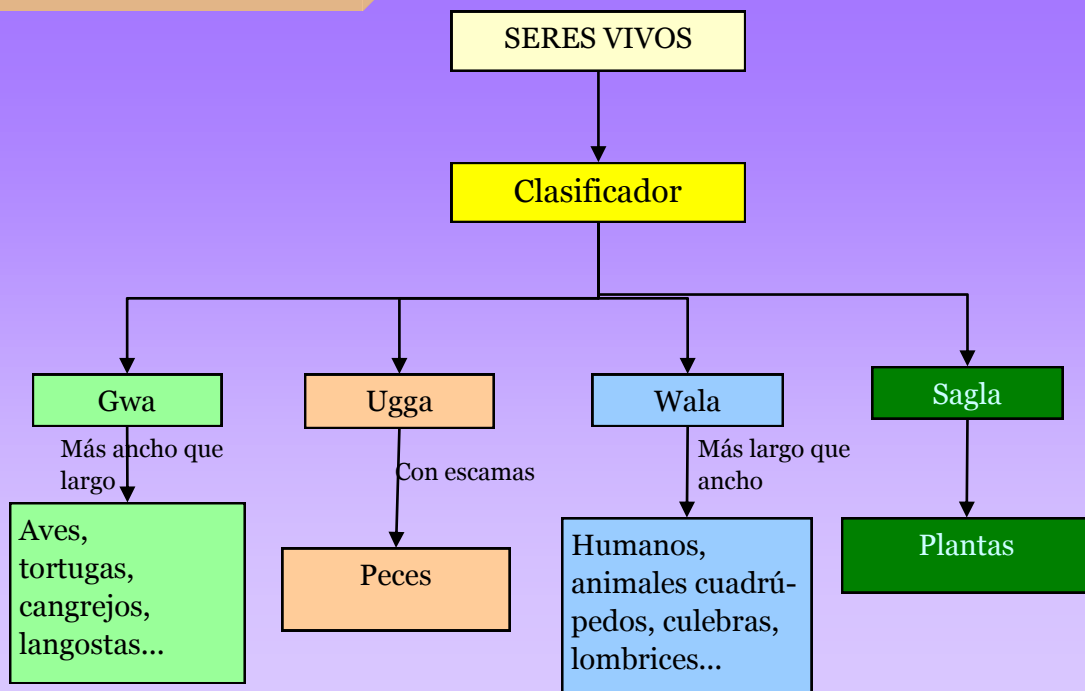 SERES VIVOS
Clasificador
Gwa
Ugga
Wala
Sagla
Más ancho que
largo
Con escamas
Más largo que
ancho
Aves,
tortugas,
cangrejos,
langostas...
Peces
Humanos,
animales cuadrú-
pedos, culebras,
lombrices...
Plantas